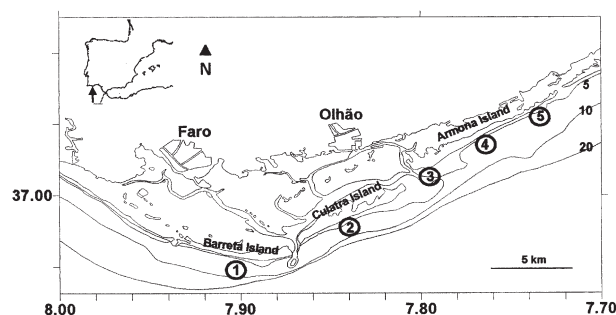 N
Olhão
Faro
Armona Island
5
10
20
5
4
3
37.00
Culatra Island
2
Barreta Island
1
5 km
8.00
7.90
7.80
7.70